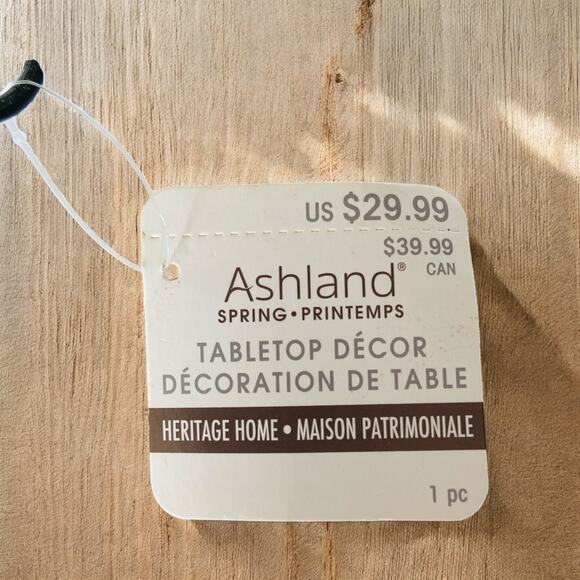 US $29.99
$39.99
CAN
Ashland®
SPRING • PRINTEMPS
TABLETOP DÉCOR
DÉCORATION DE TABLE
HERITAGE HOME • MAISON PATRIMONIALE
1 pc